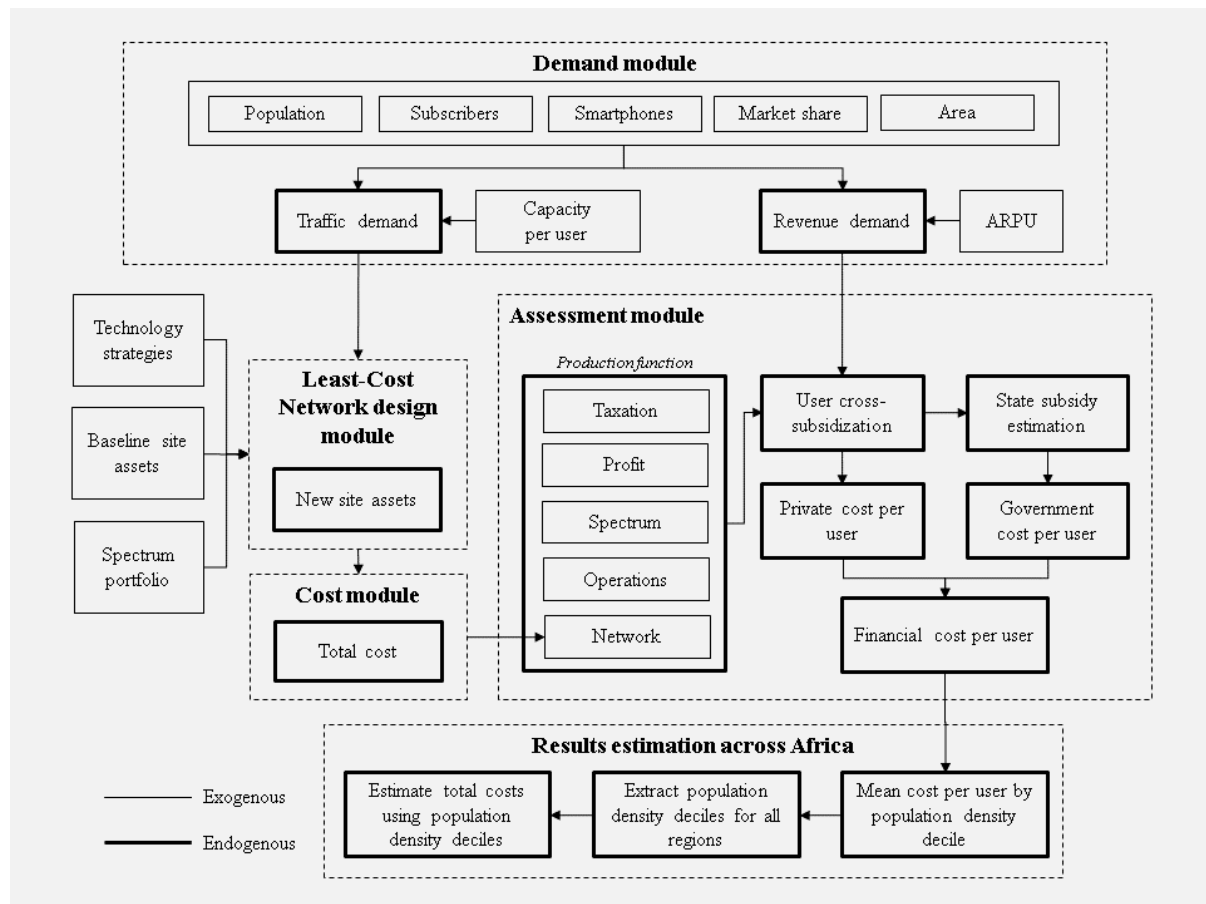 Demand module
Population
Subscribers
Smartphones
Market share
Area
Traffic demand
Capacity
per user
Revenue demand
ARPU
Technology
strategies
Baseline site
assets
Spectrum
portfolio
Least-Cost
Network design
module
New site assets
Cost module
Total cost
Assessment module
Production function
Taxation
Profit
Spectrum
Operations
Network
User cross-
subsidization
State subsidy
estimation
Private cost per
user
Government
cost per user
Financial cost per user
Results estimation across Africa
Estimate total costs
using population
density deciles
Extract population
density deciles for all
regions
Mean cost per user by
population density
decile
Exogenous
Endogenous